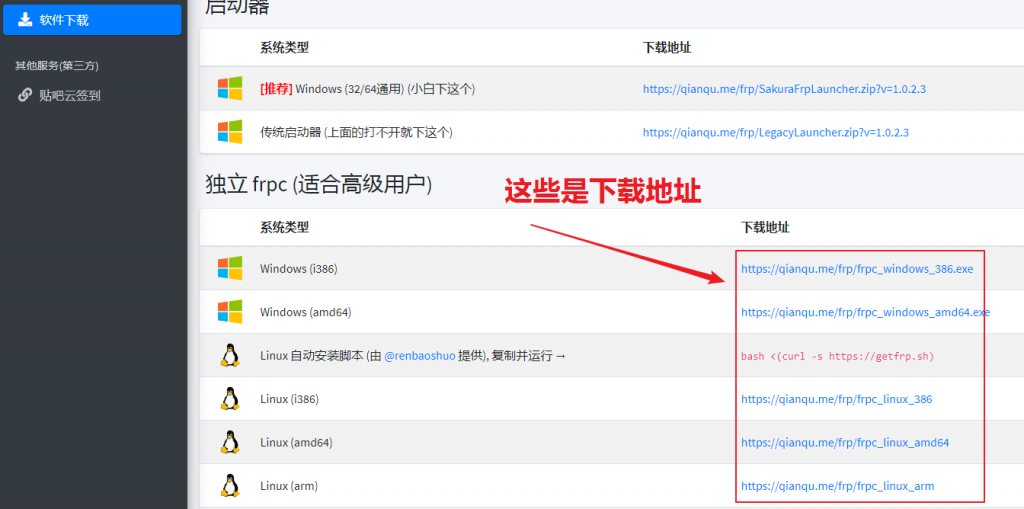 启动器
软件下载
系统类型 下载地址
其他服务(第三方)
[推荐] Windows (32/64通用) (小白下这个) https://qianqu.me/frp/SakuraFrpLauncher.zip?v=1.0.2.3
贴吧云签到
传统启动器 (上面的打不开就下这个) https://qianqu.me/frp/LegacyLauncher.zip?v=1.0.2.3
独立 frpc (适合高级用户)
这些是下载地址
系统类型 下载地址
Windows (i386) https://qianqu.me/frp/frpc_windows_386.exe
Windows (amd64) https://qianqu.me/frp/frpc_windows_amd64.exe
Linux 自动安装脚本 (由 @renbaoshuo 提供), 复制并运行 → bash <(curl -s https://getfrp.sh)
Linux (i386) https://qianqu.me/frp/frpc_linux_386
Linux (amd64) https://qianqu.me/frp/frpc_linux_amd64
Linux (arm) https://qianqu.me/frp/frpc_linux_arm